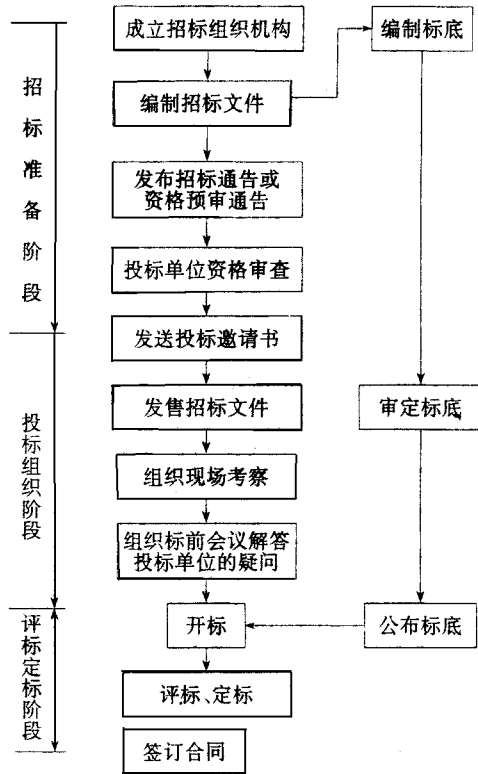 成立招标组织机构
编制标底
编制招标文件
发布招标通告或
资格预审通告
投标单位资格审查
发送投标邀请书
发售招标文件
审定标底
组织现场考察
组织标前会议解答
投标单位的疑问
开标
公布标底
评标、定标
签订合同
招标准备阶段
投标组织阶段
评标定标阶段